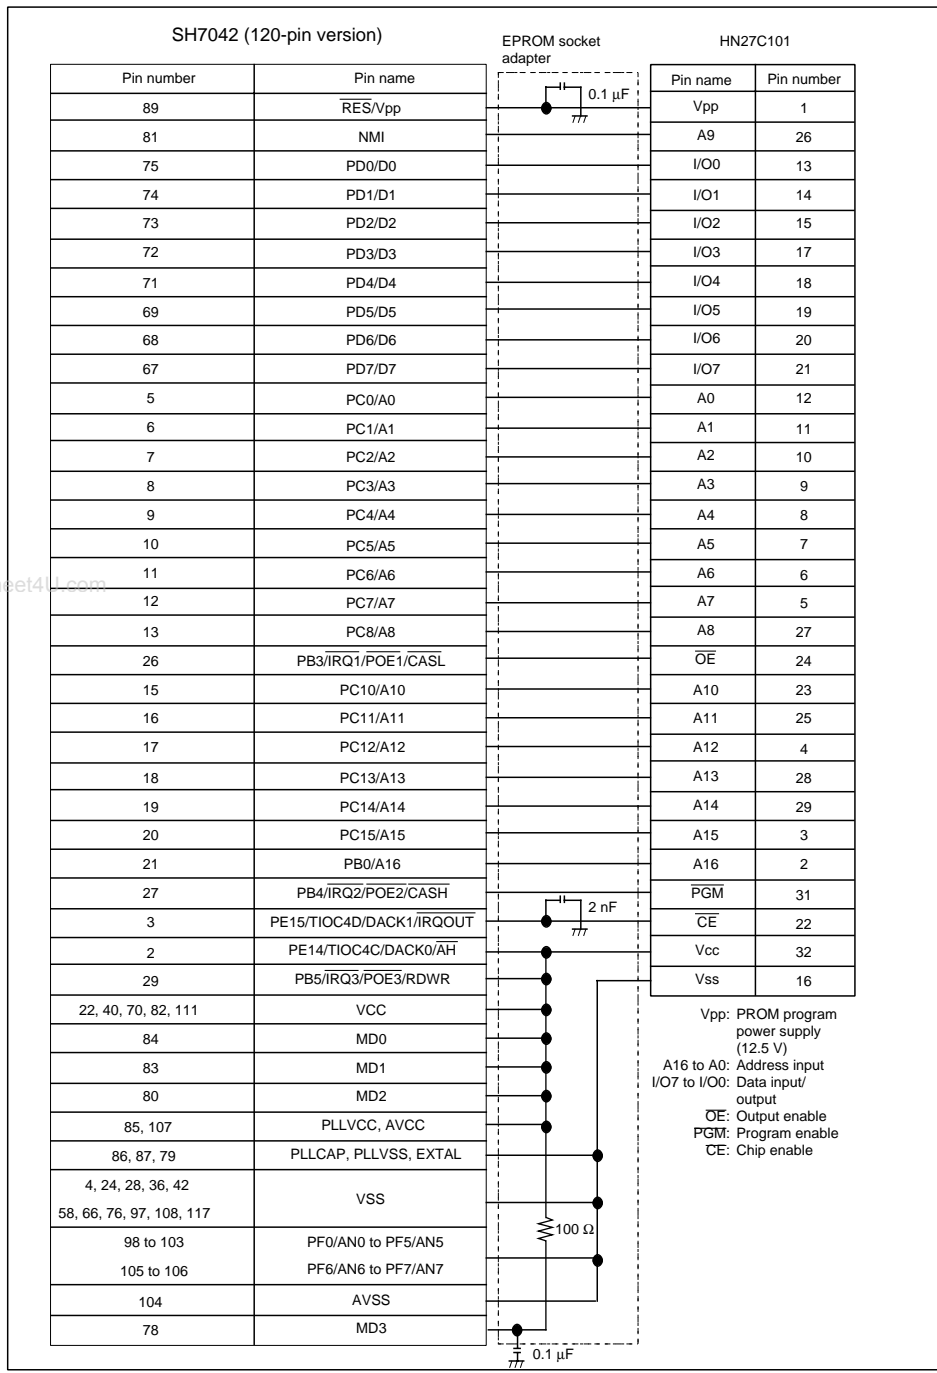 SH7042 (120-pin version)
EPROM socket
adapter
HN27C101
Pin number Pin name Pin name Pin number
89 RES/Vpp 0.1 µF Vpp 1
81 NMI A9 26
75 PD0/D0 I/O0 13
74 PD1/D1 I/O1 14
73 PD2/D2 I/O2 15
72 PD3/D3 I/O3 17
71 PD4/D4 I/O4 18
69 PD5/D5 I/O5 19
68 PD6/D6 I/O6 20
67 PD7/D7 I/O7 21
5 PC0/A0 A0 12
6 PC1/A1 A1 11
7 PC2/A2 A2 10
8 PC3/A3 A3 9
9 PC4/A4 A4 8
10 PC5/A5 A5 7
11 PC6/A6 A6 6
eet4U.com
12 PC7/A7 A7 5
13 PC8/A8 A8 27
26 PB3/IRQ1/POE1/CASL OE 24
15 PC10/A10 A10 23
16 PC11/A11 A11 25
17 PC12/A12 A12 4
18 PC13/A13 A13 28
19 PC14/A14 A14 29
20 PC15/A15 A15 3
21 PB0/A16 A16 2
27 PB4/IRQ2/POE2/CASH PGM 31
2 nF
3 PE15/TIOC4D/DACK1/IRQOUT CE 22
2 PE14/TIOC4C/DACK0/AH Vcc 32
29 PB5/IRQ3/POE3/RDWR Vss 16
22, 40, 70, 82, 111 VCC
84 MD0
83 MD1
80 MD2
85, 107 PLLVCC, AVCC
86, 87, 79 PLLCAP, PLLVSS, EXTAL
4, 24, 28, 36, 42
58, 66, 76, 97, 108, 117 VSS
100 Ω
98 to 103 PF0/AN0 to PF5/AN5
105 to 106 PF6/AN6 to PF7/AN7
104 AVSS
78 MD3
0.1 µF
Vpp: PROM program
power supply
(12.5 V)
A16 to A0: Address input
I/O7 to I/O0: Data input/
output
OE: Output enable
PGM: Program enable
CE: Chip enable